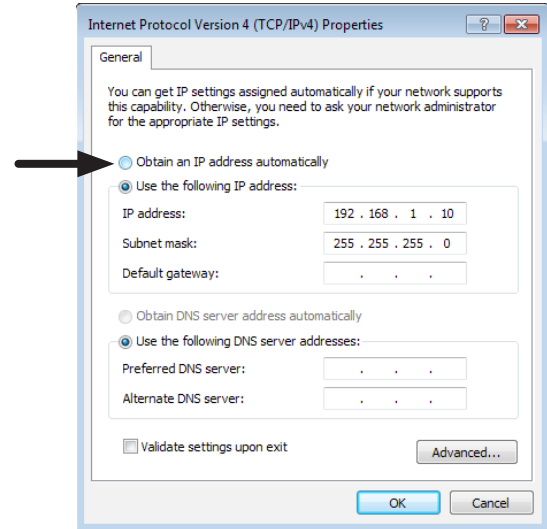 Internet Protocol Version 4 (TCP/IPv4) Properties
General
You can get IP settings assigned automatically if your network supports
this capability. Otherwise, you need to ask your network administrator
for the appropriate IP settings.
Obtain an IP address automatically
Use the following IP address:
IP address: 192 . 168 . 1 . 10
Subnet mask: 255 . 255 . 255 . 0
Default gateway: . . .
Obtain DNS server address automatically
Use the following DNS server addresses:
Preferred DNS server: . . .
Alternate DNS server: . . .
Validate settings upon exit
Advanced...
OK Cancel